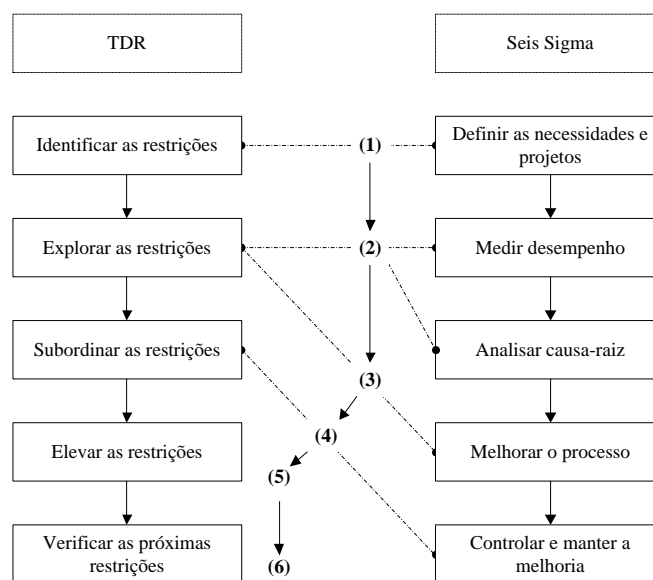 TDR
Seis Sigma
Identificar as restrições
(1)
Definir as necessidades e
projetos
Explorar as restrições
(2)
Medir desempenho
Subordinar as restrições
Analisar causa-raiz
(3)
(4)
Elevar as restrições
Melhorar o processo
(5)
Verificar as próximas
restrições
(6)
Controlar e manter a
melhoria